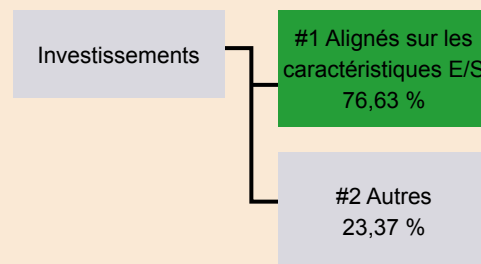 Investissements
#1 Alignés sur les
caractéristiques E/S
76,63 %
#2 Autres
23,37 %